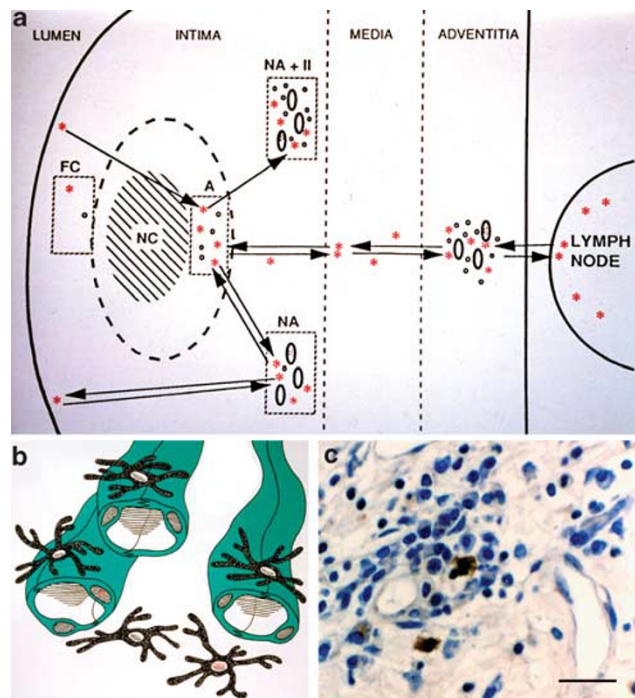 a
LUMEN INTIMA MEDIA ADVENTITIA
NA + II
FC
A
NC
LYMPH
NODE
NA
b
c